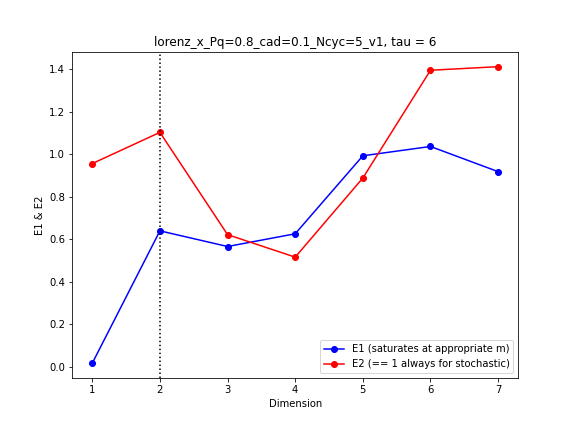 lorenz_x_Pq=0.8_cad=0.1_Ncyc=5_v1, tau = 6
1.4
1.2
1.0
0.8
0.6
0.4
0.2
0.0
E1 & E2
E1 (saturates at appropriate m)
E2 (== 1 always for stochastic)
1 2 3 4 5 6 7
Dimension